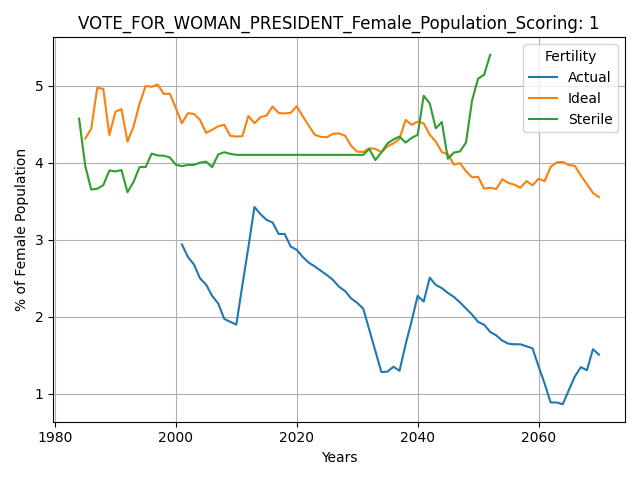 VOTE_FOR_WOMAN_PRESIDENT_Female_Population_Scoring: 1
Fertility
Actual
Ideal
Sterile
% of Female Population
5
4
3
2
1
1980 2000 2020 2040 2060
Years